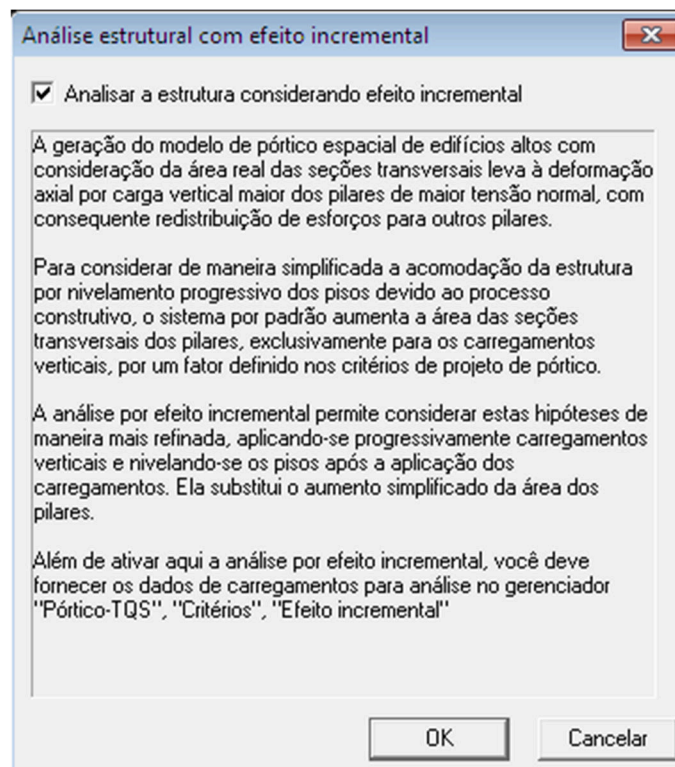 Análise estrutural com efeito incremental
Analisar a estrutura considerando efeito incremental
A geração do modelo de pórtico espacial de edifícios altos com
consideração da área real das seções transversais leva à deformação
axial por carga vertical maior dos pilares de maior tensão normal, com
consequente redistribuição de esforços para outros pilares.
Para considerar de maneira simplificada a acomodação da estrutura
por nivelamento progressivo dos pisos devido ao processo
construtivo, o sistema por padrão aumenta a área das seções
transversais dos pilares, exclusivamente para os carregamentos
verticais, por um fator definido nos critérios de projeto de pórtico.
A análise por efeito incremental permite considerar estas hipóteses de
maneira mais refinada, aplicando-se progressivamente carregamentos
verticais e nivelando-se os pisos após a aplicação dos
carregamentos. Ela substitui o aumento simplificado da área dos
pilares.
Além de ativar aqui a análise por efeito incremental, você deve
fornecer os dados de carregamentos para análise no gerenciador
"Pórtico-TQS", "Critérios", "Efeito incremental"
OK
Cancelar